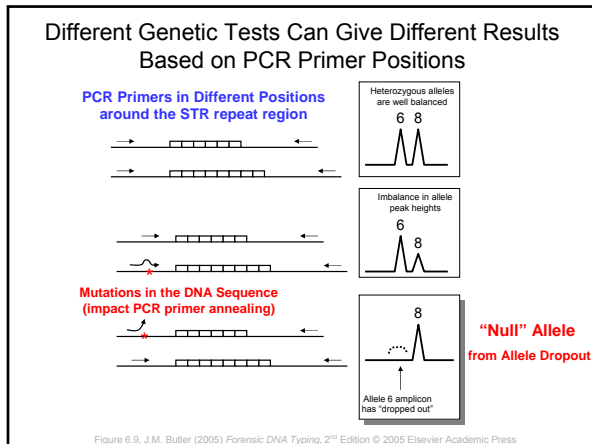 Different Genetic Tests Can Give Different Results
Based on PCR Primer Positions
PCR Primers in Different Positions
around the STR repeat region
Heterozygous alleles
are well balanced
6 8
Imbalance in allele
peak heights
6
8
*
Mutations in the DNA Sequence
(impact PCR primer annealing)
*
8
Allele 6 amplicon
has “dropped out”
“Null” Allele
from Allele Dropout
Figure 6.9, J.M. Butler (2005) Forensic DNA Typing, 2nd Edition © 2005 Elsevier Academic Press